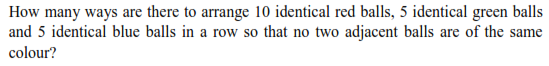 How many ways are there to arrange 10 identical red balls, 5 identical green balls
and 5 identical blue balls in a row so that no two adjacent balls are of the same
colour?